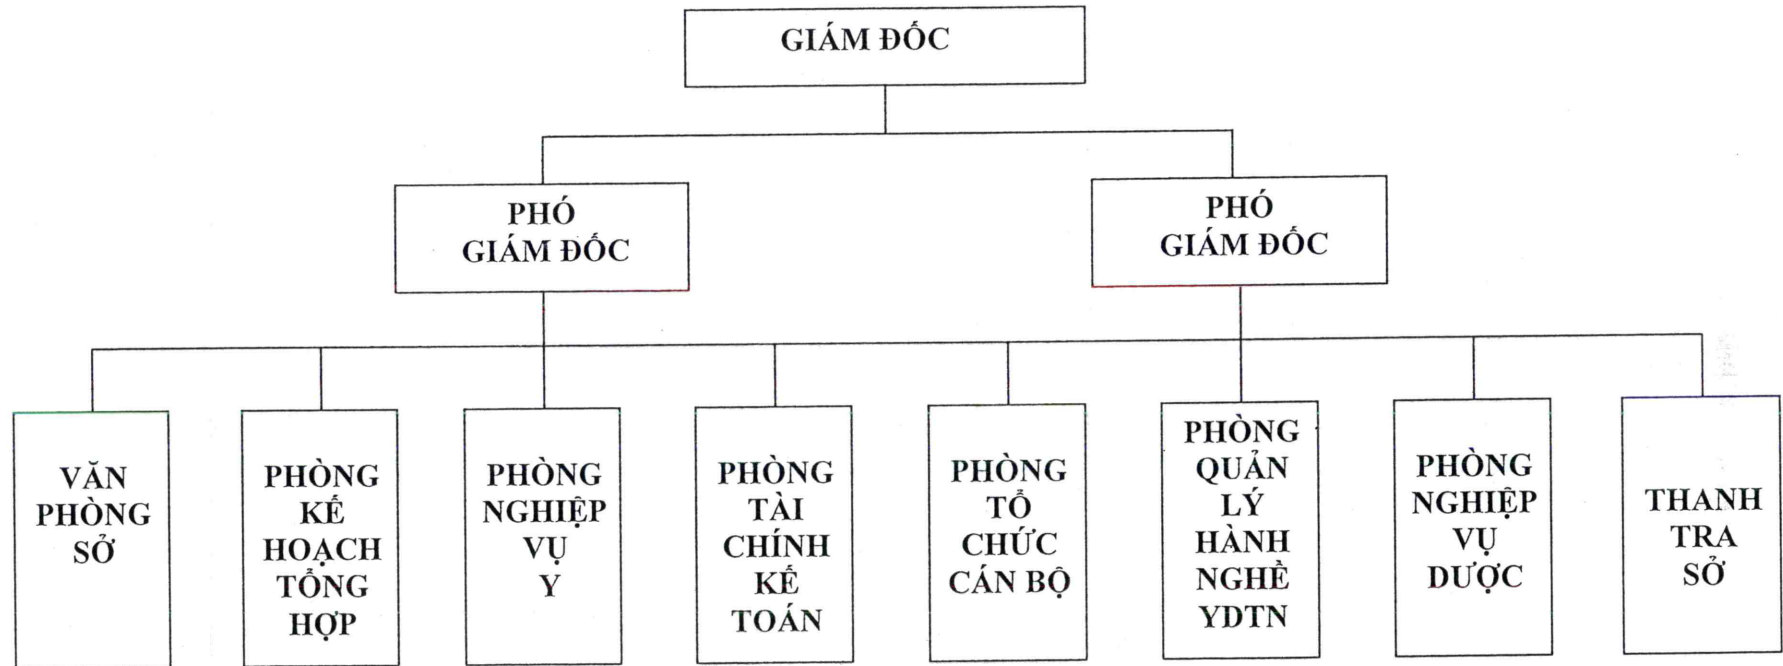 GIÁM ĐỐC
PHÓ
GIÁM ĐỐC
PHÓ
GIÁM ĐỐC
VĂN
PHÒNG
SỞ
PHÒNG
KẾ
HOẠCH
TỔNG
HỢP
PHÒNG
NGHIỆP
VỤ
Y
PHÒNG
TÀI
CHÍNH
KẾ
TOÁN
PHÒNG
TỔ
CHỨC
CÁN BỘ
PHÒNG
QUẢN
LÝ
HÀNH
NGHỀ
YDTN
PHÒNG
NGHIỆP
VỤ
DƯỢC
THANH
TRA
SỞ